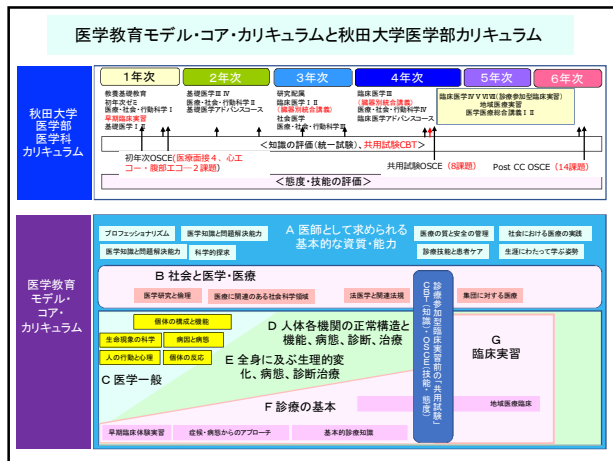 医学教育モデル・コア・カリキュラムと秋田大学医学部カリキュラム
秋田大学
医学部
医学科
カリキュラム
1年次
2年次
3年次
4年次
5年次
6年次
教養基礎教育
初年次ゼミ
医療・社会・行動科学Ⅰ
早期臨床実習
基礎医学ⅠⅡ
基礎医学ⅢⅣ
医療・社会・行動科学Ⅱ
基礎医学アドバンスコース
研究配属
臨床医学ⅠⅡ
(臓器別統合講義)
社会医学
医療・社会・行動科学Ⅲ
臨床医学Ⅲ
(臓器別統合講義)
医療・社会・行動科学Ⅳ
臨床医学アドバンスコース
臨床医学ⅣⅤⅥⅦ(診療参加型臨床実習)
地域医療実習
医学医療総合講義ⅠⅡ
<知識の評価(統一試験)、共用試験CBT>
初年次OSCE(医療面接4、心エ
コー・腹部エコー2課題)
共用試験OSCE(8課題)
Post CC OSCE(14課題)
<態度・技能の評価>
医学教育
モデル・
コア・
カリキュラム
A 医師として求められる
基本的な資質・能力
プロフェッショナリズム
医学知識と問題解決能力
医学知識と問題解決能力
科学的探求
医療の質と安全の管理
社会における医療の実践
診療技能と患者ケア
生涯にわたって学ぶ姿勢
B 社会と医学・医療
医学研究と倫理
医療に関連のある社会科学領域
法医学と関連法規
集団に対する医療
個体の構成と機能
生命現象の科学
病因と病態
人の行動と心理
個体の反応
C 医学一般
D 人体各機関の正常構造と
機能、病態、診断、治療
E 全身に及ぶ生理的変
化、病態、診断治療
F 診療の基本
早期臨床体験実習
症候・病態からのアプローチ
基本的診療知識
診療参加型臨床実習前の「共用試験」
CBT(知識)・OSCE(技能・態度)
G
臨床実習
地域医療臨床